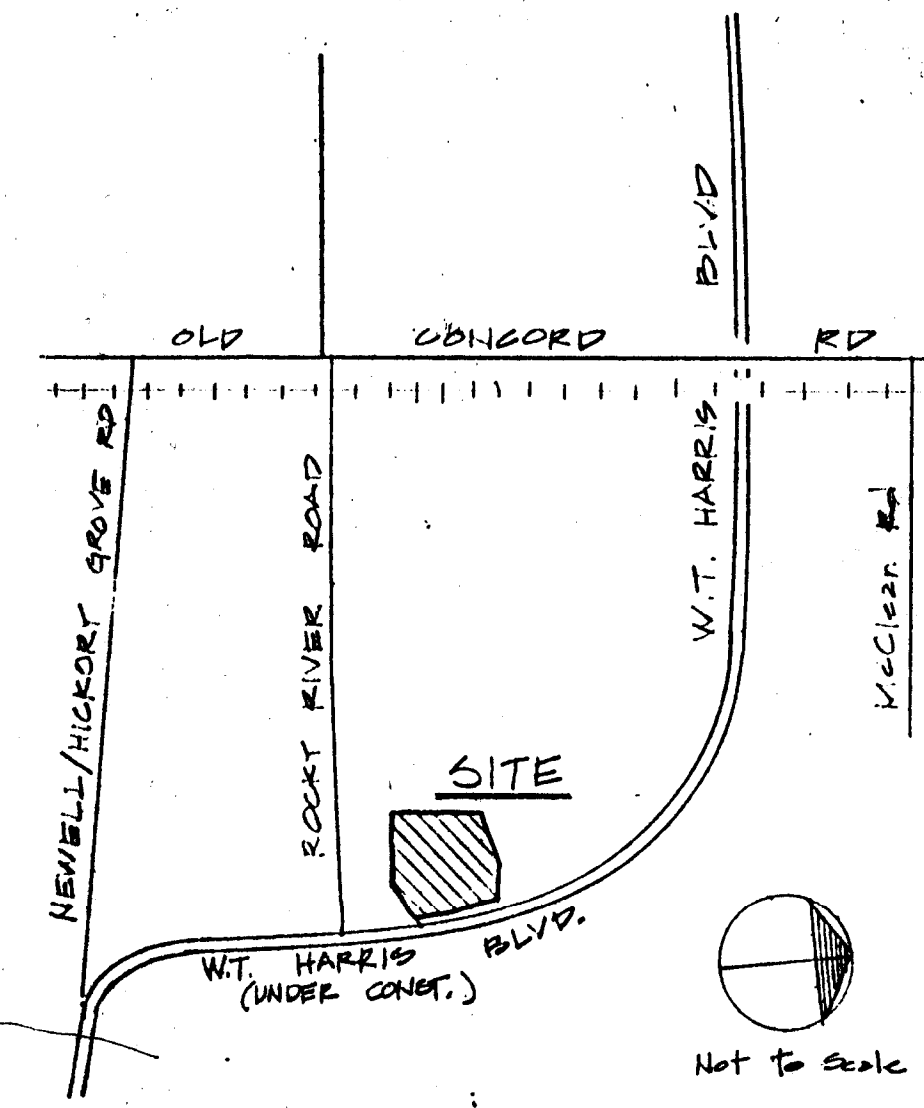 OLD CONCORD RD
BLVD
W.T. HARRIS
NEWELL/HICKORY GROVE RD
ROCKY RIVER ROAD
McClean Rd
SITE
W.T. HARRIS BLVD.
(UNDER CONST.)
Not to Scale